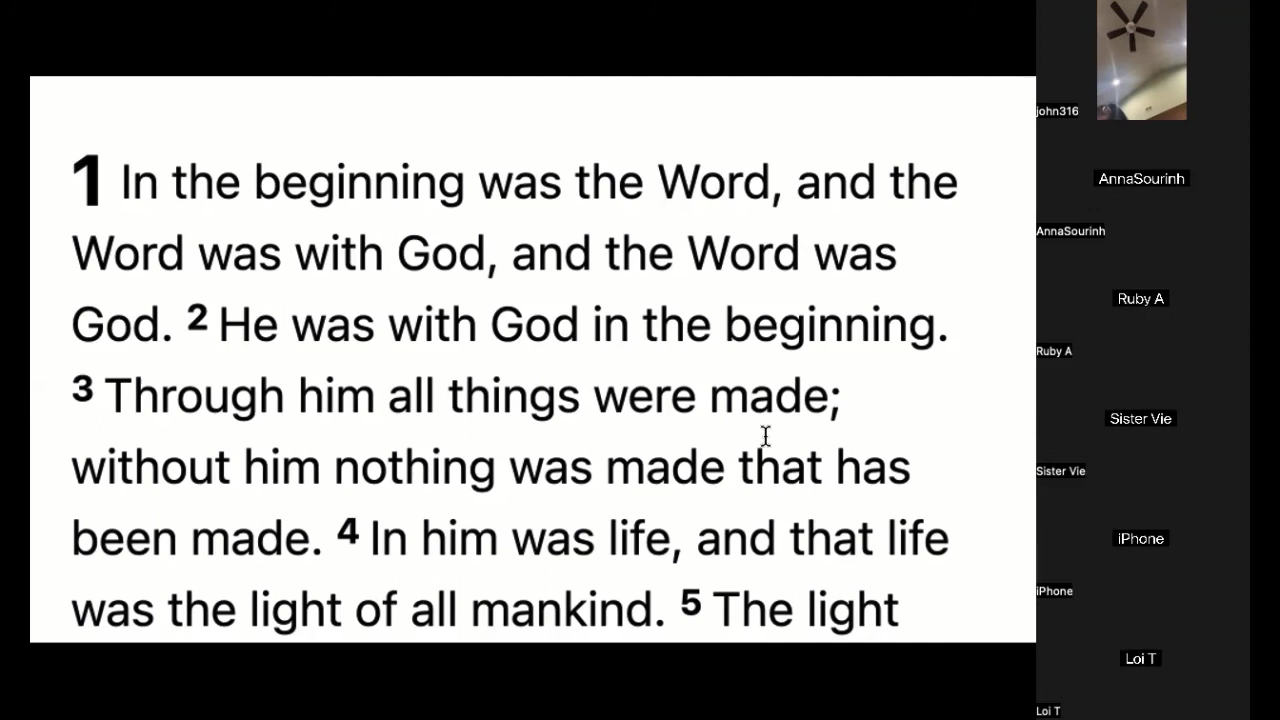 1 In the beginning was the Word, and the
Word was with God, and the Word was
God. 2 He was with God in the beginning.
3 Through him all things were made;
without him nothing was made that has
been made. 4 In him was life, and that life
was the light of all mankind. 5 The light
john316
AnnaSourinh
AnnaSourinh
Ruby A
Ruby A
Sister Vie
Sister Vie
iPhone
iPhone
Loi T
Loi T